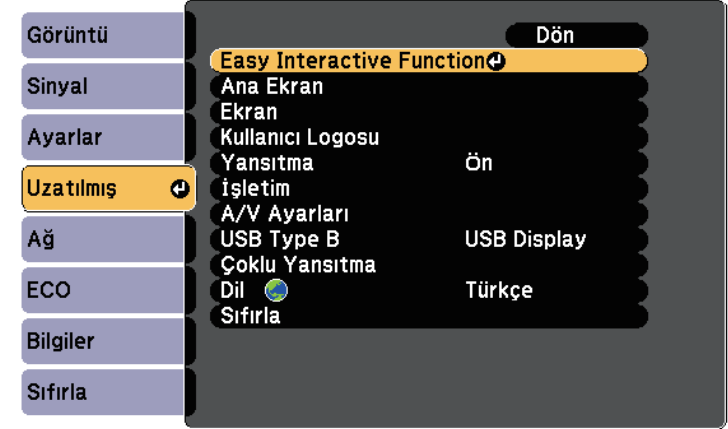 Görüntü
Sinyal
Ayarlar
Uzatılmış
Ağ
ECO
Bilgiler
Sıfırla
Dön
Easy Interactive Function
Ana Ekran
Ekran
Kullanıcı Logosu
Yansıtma Ön
İşletim
A/V Ayarları
USB Type B USB Display
Çoklu Yansıtma
Dil Türkçe
Sıfırla